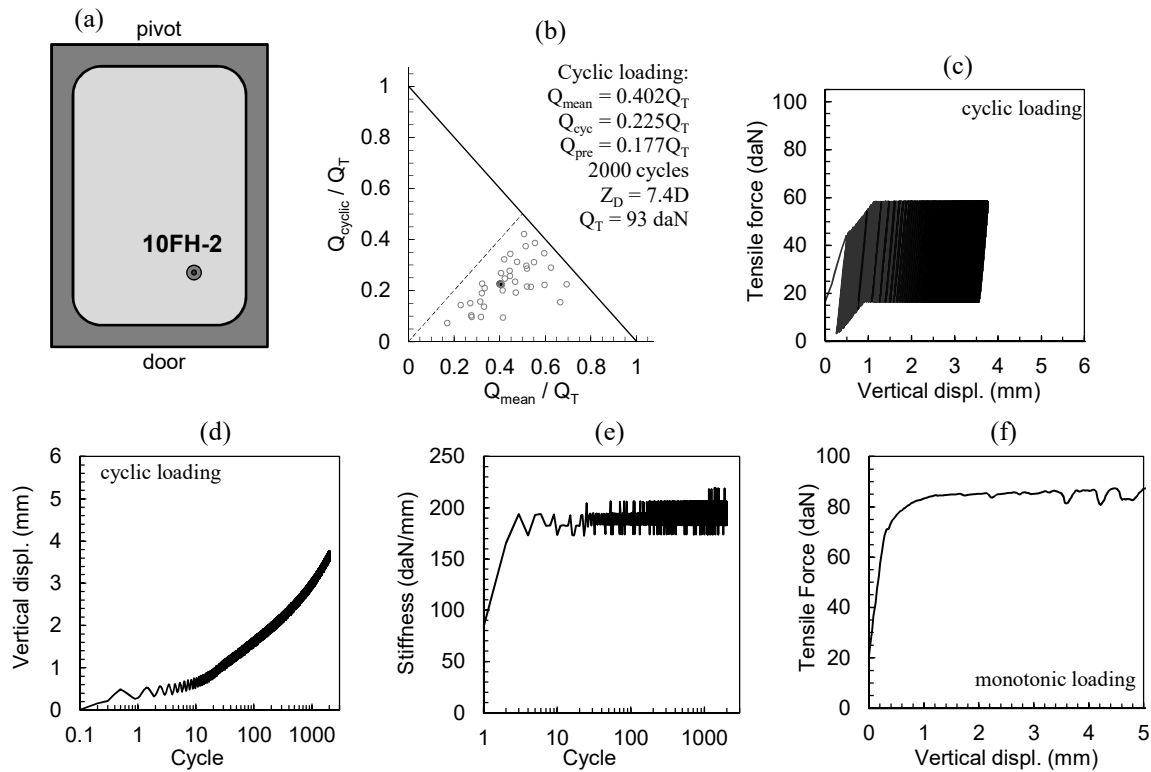 (a)
pivot
10FH-2
door
(b)
Cyclic loading:
Q_mean = 0.402Q_T
Q_cyc = 0.225Q_T
Q_pre = 0.177Q_T
2000 cycles
Z_D = 7.4D
Q_T = 93 daN
Q_cyclic / Q_T
1
0.8
0.6
0.4
0.2
0
0 0.2 0.4 0.6 0.8 1
Q_mean / Q_T
(c)
cyclic loading
Tensile force (daN)
100
80
60
40
20
0
0 1 2 3 4 5 6
Vertical displ. (mm)
(d)
cyclic loading
Vertical displ. (mm)
6
5
4
3
2
1
0
0.1 1 10 100 1000
Cycle
(e)
Stiffness (daN/mm)
250
200
150
100
50
0
1 10 100 1000
Cycle
(f)
Tensile Force (daN)
100
80
60
40
20
0
monotonic loading
0 1 2 3 4 5
Vertical displ. (mm)